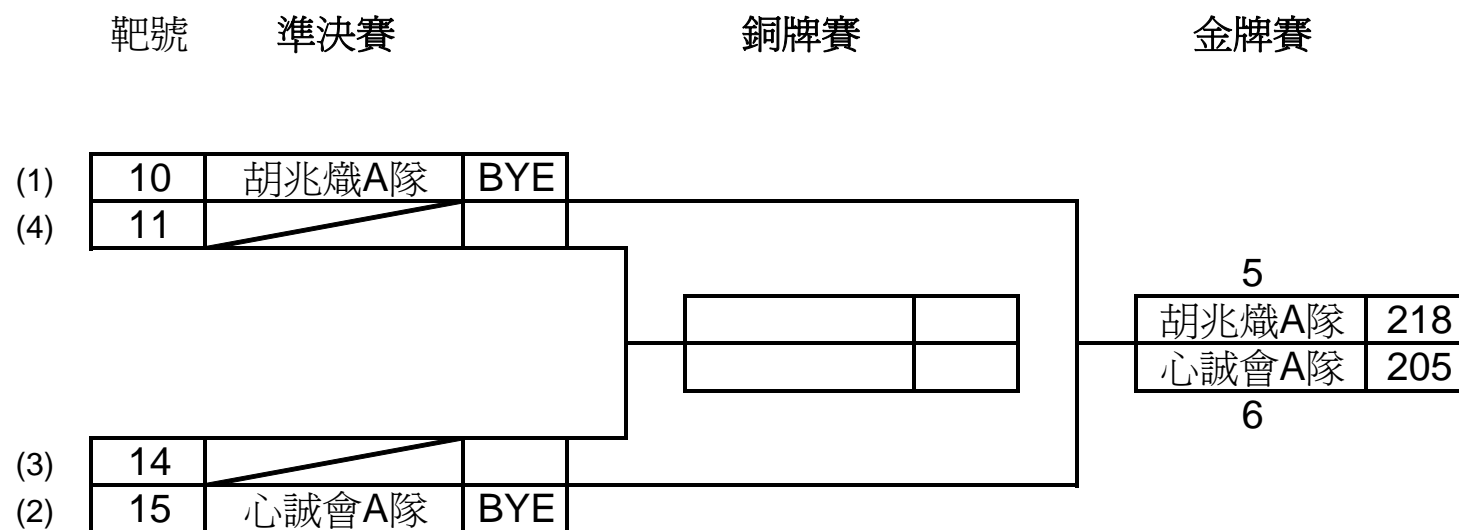 靶號 準決賽 銅牌賽 金牌賽
(1) 10 胡兆熾A隊 BYE
(4) 11
5
胡兆熾A隊 218
心誠會A隊 205
6
(3) 14
(2) 15 心誠會A隊 BYE